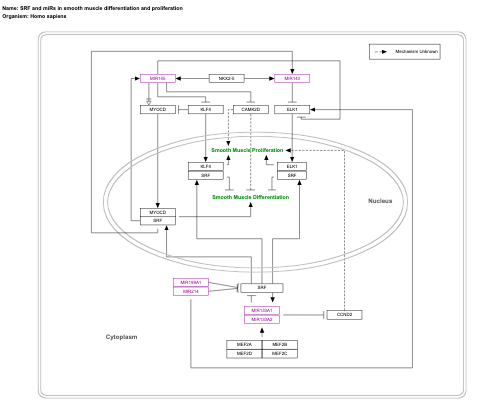 Name: SRF and miRs in smooth muscle differentiation and proliferation
Organism: Homo sapiens
Mechanism Unknown
MIR145
NKX2-5
MIR143
MYOCD
KLF4
CAMK2D
ELK1
Smooth Muscle Proliferation
KLF4
SRF
ELK1
SRF
Smooth Muscle Differentiation
Nucleus
MYOCD
SRF
MIR199A1
MIR214
SRF
MIR133A1
MIR133A2
CCND2
Cytoplasm
MEF2A
MEF2B
MEF2D
MEF2C